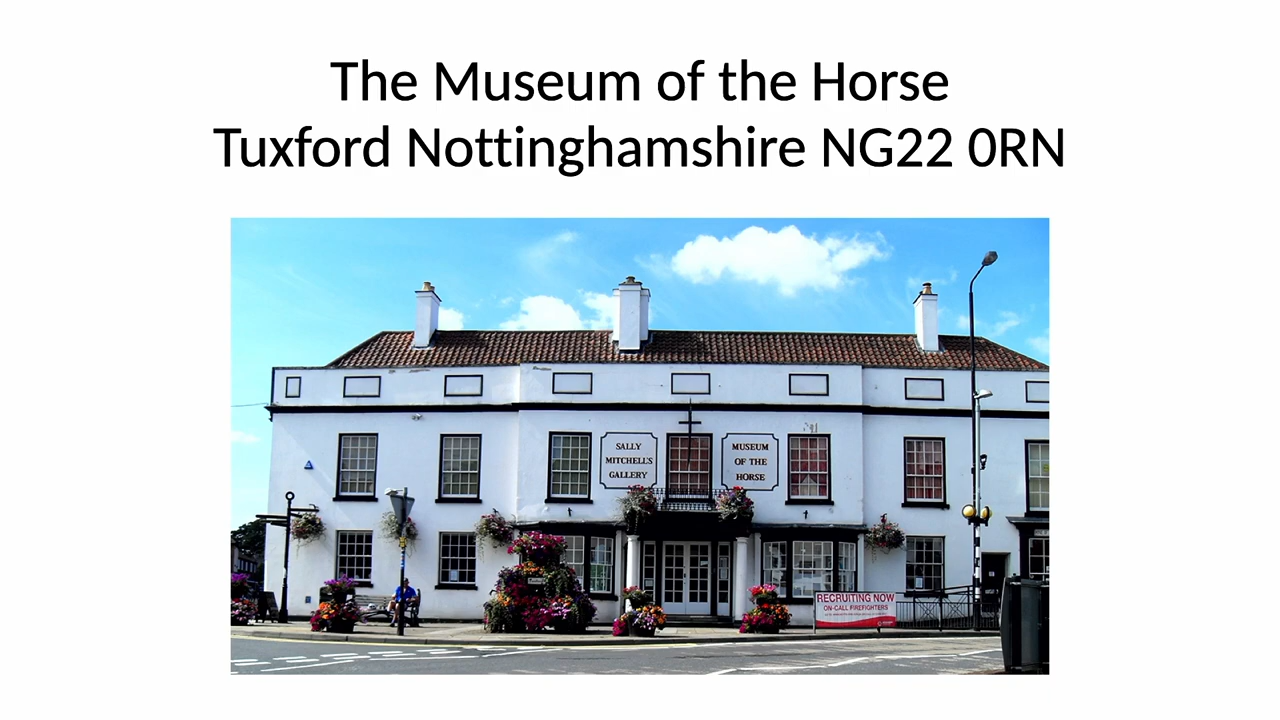 The Museum of the Horse
Tuxford Nottinghamshire NG22 0RN
SALLY
MITCHELL'S
GALLERY
MUSEUM
OF THE
HORSE
RECRUITING NOW
ON-CALL FIREFIGHTERS